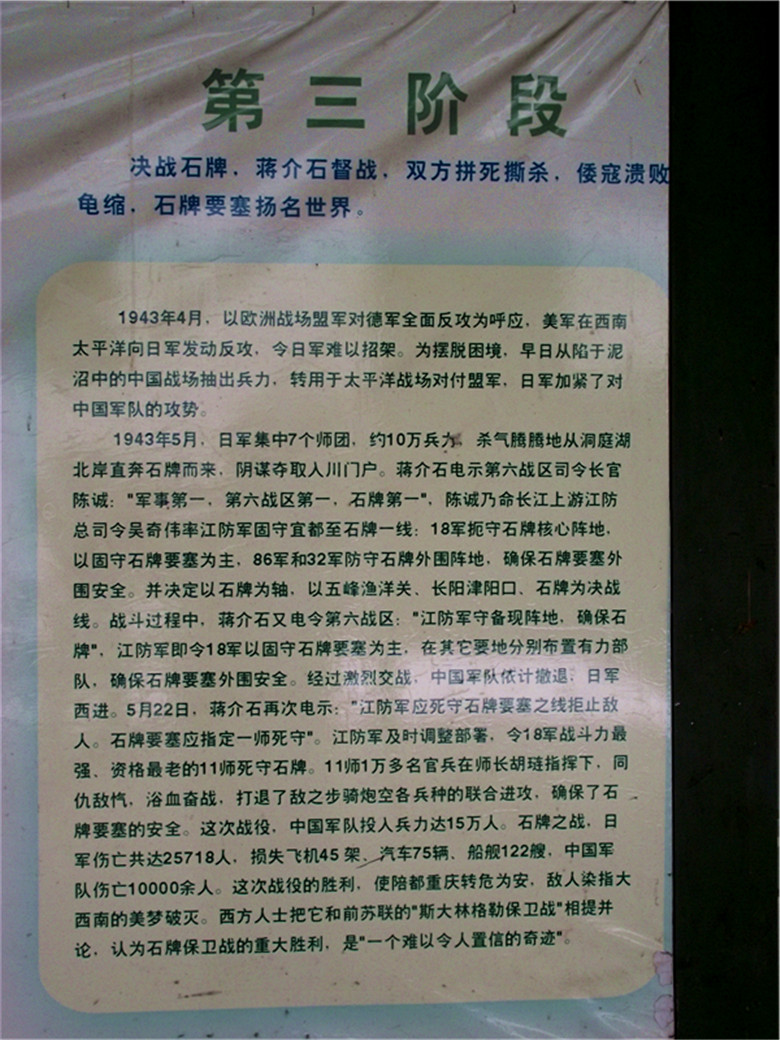 第三阶段
决战石牌，蒋介石督战，双方拼死撕杀，倭寇溃败
龟缩，石牌要塞扬名世界。
1943年4月，以欧洲战场盟军对德军全面反攻为呼应，美军在西南
太平洋向日军发动反攻，令日军难以招架。为摆脱困境，早日从陷于泥
沼中的中国战场抽出兵力，转用于太平洋战场对付盟军，日军加紧了对
中国军队的攻势。
1943年5月，日军集中7个师团，约10万兵力，杀气腾腾地从洞庭湖
北岸直奔石牌而来，阴谋夺取入川门户。蒋介石电示第六战区司令长官
陈诚："军事第一，第六战区第一，石牌第一"，陈诚乃命长江上游江防
总司令吴奇伟率江防军固守宜都至石牌一线：18军扼守石牌核心阵地，
以固守石牌要塞为主，86军和32军防守石牌外围阵地，确保石牌要塞外
围安全。并决定以石牌为轴，以五峰渔洋关、长阳津阳口、石牌为决战
线。战斗过程中，蒋介石又电令第六战区："江防军守备现阵地，确保石
牌"，江防军即令18军以固守石牌要塞为主，在其它要地分别布置有力部
队，确保石牌要塞外围安全。经过激烈交战，中国军队依计撤退，日军
西进。5月22日，蒋介石再次电示："江防军应死守石牌要塞之线拒止敌
人。石牌要塞应指定一师死守"。江防军及时调整部署，令18军战斗力最
强、资格最老的11师死守石牌。11师1万多名官兵在师长胡琏指挥下，同
仇敌忾，浴血奋战，打退了敌之步骑炮空各兵种的联合进攻，确保了石
牌要塞的安全。这次战役，中国军队投入兵力达15万人。石牌之战，日
军伤亡共达25718人，损失飞机45架、汽车75辆、船舰122艘，中国军
队伤亡10000余人。这次战役的胜利，使陪都重庆转危为安，敌人染指大
西南的美梦破灭。西方人士把它和前苏联的"斯大林格勒保卫战"相提并
论，认为石牌保卫战的重大胜利，是"一个难以令人置信的奇迹"。